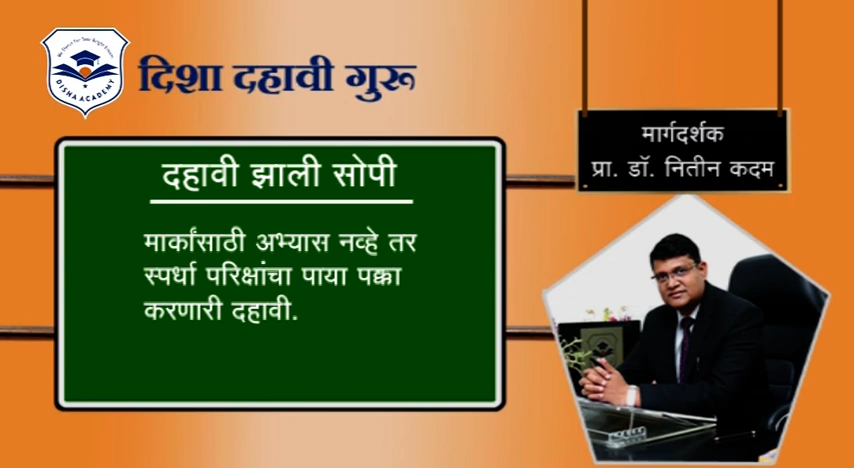 DISHA ACADEMY
दिशा दहावी गुरू
मार्गदर्शक
प्रा. डॉ. नितीन कदम
दहावी झाली सोपी
मार्कांसाठी अभ्यास नव्हे तर
स्पर्धा परिक्षांचा पाया पक्का
करणारी दहावी.